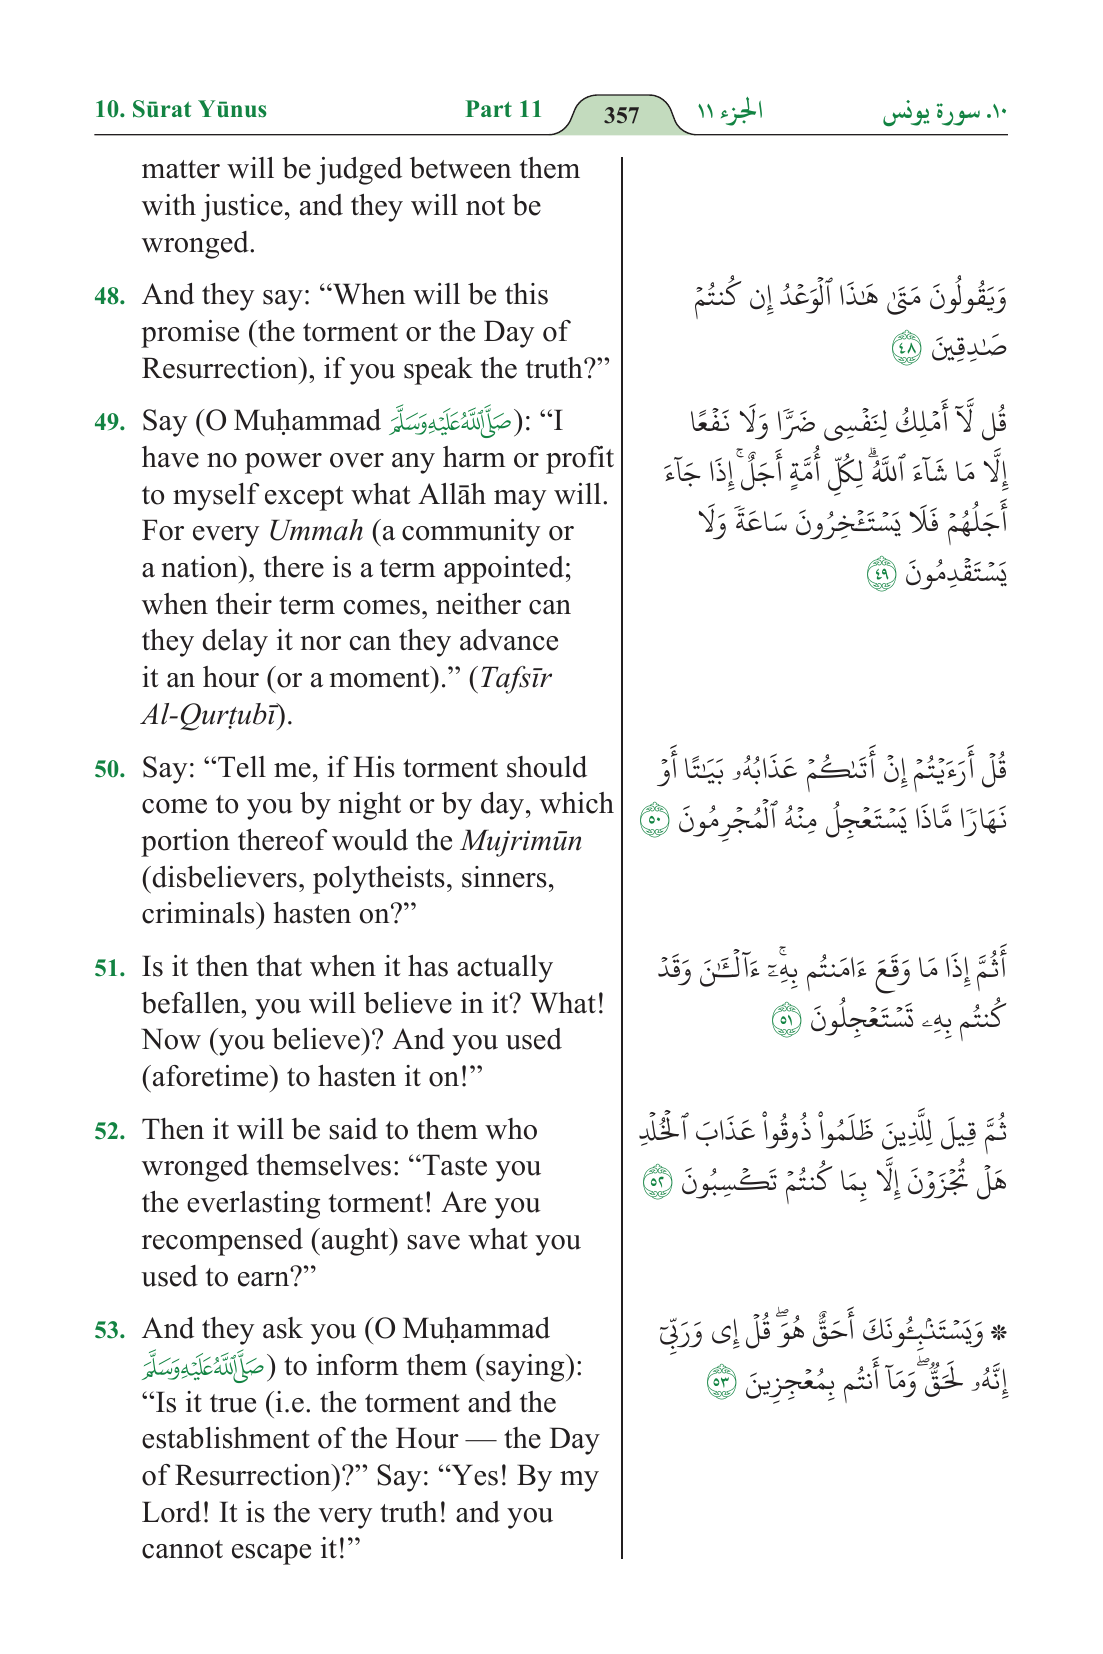 10. Sūrat Yūnus Part 11 357 الجزء ١١ ١٠. سورة يونس
matter will be judged between them
with justice, and they will not be
wronged.
48. And they say: “When will be this
promise (the torment or the Day of
Resurrection), if you speak the truth?”
49. Say (O Muḥammad صَلَّى ٱللَّهُ عَلَيْهِ وَسَلَّمَ): “I
have no power over any harm or profit
to myself except what Allāh may will.
For every Ummah (a community or
a nation), there is a term appointed;
when their term comes, neither can
they delay it nor can they advance
it an hour (or a moment).” (Tafsīr
Al-Qurṭubī).
50. Say: “Tell me, if His torment should
come to you by night or by day, which
portion thereof would the Mujrimūn
(disbelievers, polytheists, sinners,
criminals) hasten on?”
51. Is it then that when it has actually
befallen, you will believe in it? What!
Now (you believe)? And you used
(aforetime) to hasten it on!”
52. Then it will be said to them who
wronged themselves: “Taste you
the everlasting torment! Are you
recompensed (aught) save what you
used to earn?”
53. And they ask you (O Muḥammad
صَلَّى ٱللَّهُ عَلَيْهِ وَسَلَّمَ) to inform them (saying):
“Is it true (i.e. the torment and the
establishment of the Hour — the Day
of Resurrection)?” Say: “Yes! By my
Lord! It is the very truth! and you
cannot escape it!”
وَيَقُولُونَ مَتَىٰ هَـٰذَا ٱلْوَعْدُ إِن كُنتُمْ
صَـٰدِقِينَ ٤٨
قُل لَّآ أَمْلِكُ لِنَفْسِى ضَرًّا وَلَا نَفْعًا
إِلَّا مَا شَآءَ ٱللَّهُ ۗ لِكُلِّ أُمَّةٍ أَجَلٌ ۚ إِذَا جَآءَ
أَجَلُهُمْ فَلَا يَسْتَـْٔخِرُونَ سَاعَةً وَلَا
يَسْتَقْدِمُونَ ٤٩
قُلْ أَرَءَيْتُمْ إِنْ أَتَىٰكُمْ عَذَابُهُۥ بَيَـٰتًا أَوْ
نَهَارًا مَّاذَا يَسْتَعْجِلُ مِنْهُ ٱلْمُجْرِمُونَ ٥٠
أَثُمَّ إِذَا مَا وَقَعَ ءَامَنتُم بِهِۦٓ ۚ ءَآلْـَٔـٰنَ وَقَدْ
كُنتُم بِهِۦ تَسْتَعْجِلُونَ ٥١
ثُمَّ قِيلَ لِلَّذِينَ ظَلَمُوا۟ ذُوقُوا۟ عَذَابَ ٱلْخُلْدِ
هَلْ تُجْزَوْنَ إِلَّا بِمَا كُنتُمْ تَكْسِبُونَ ٥٢
۞ وَيَسْتَنۢبِـُٔونَكَ أَحَقٌّ هُوَ ۖ قُلْ إِى وَرَبِّىٓ
إِنَّهُۥ لَحَقٌّ ۖ وَمَآ أَنتُم بِمُعْجِزِينَ ٥٣